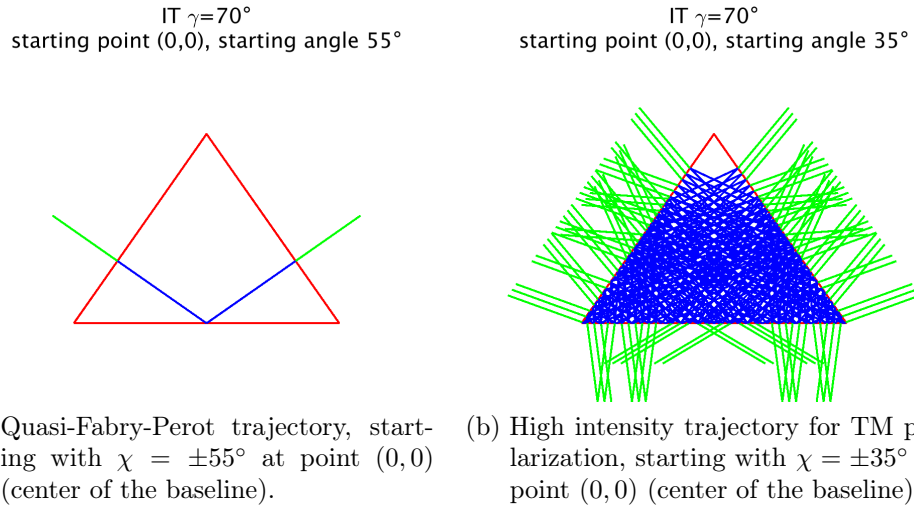 IT γ=70°
starting point (0,0), starting angle 55°
IT γ=70°
starting point (0,0), starting angle 35°
Quasi-Fabry-Perot trajectory, start-
ing with χ = ±55° at point (0,0)
(center of the baseline).
(b) High intensity trajectory for TM p
larization, starting with χ = ±35°
point (0,0) (center of the baseline)